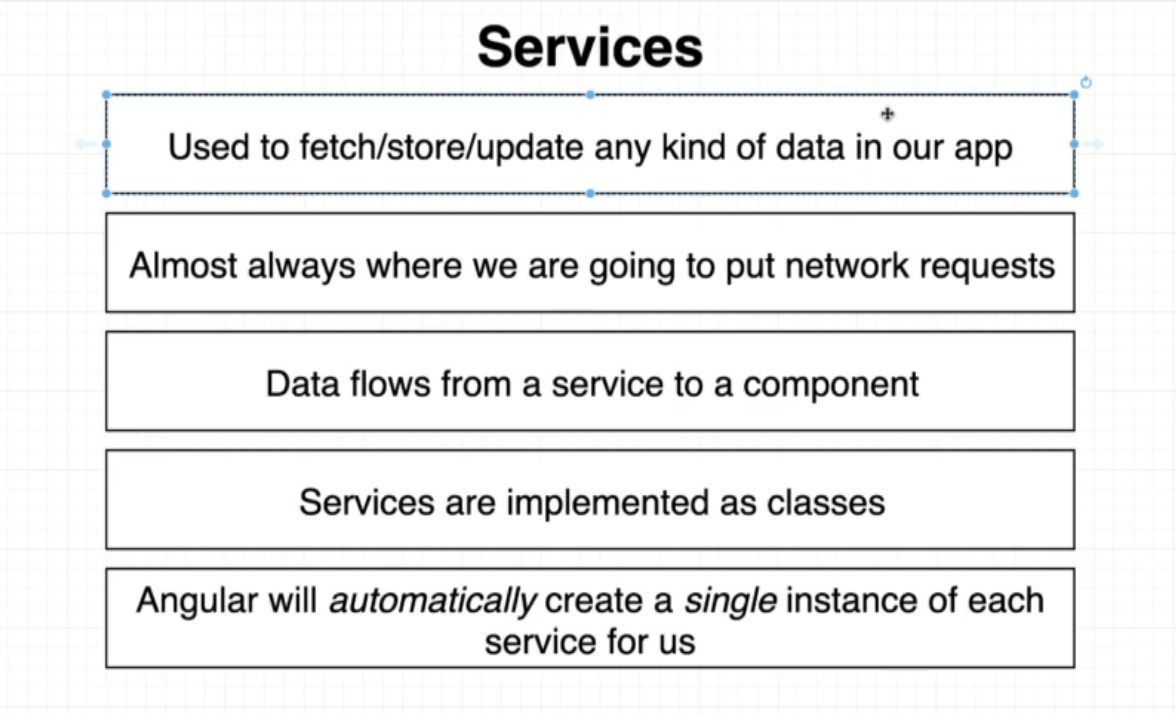 Services
Used to fetch/store/update any kind of data in our app
Almost always where we are going to put network requests
Data flows from a service to a component
Services are implemented as classes
Angular will automatically create a single instance of each
service for us